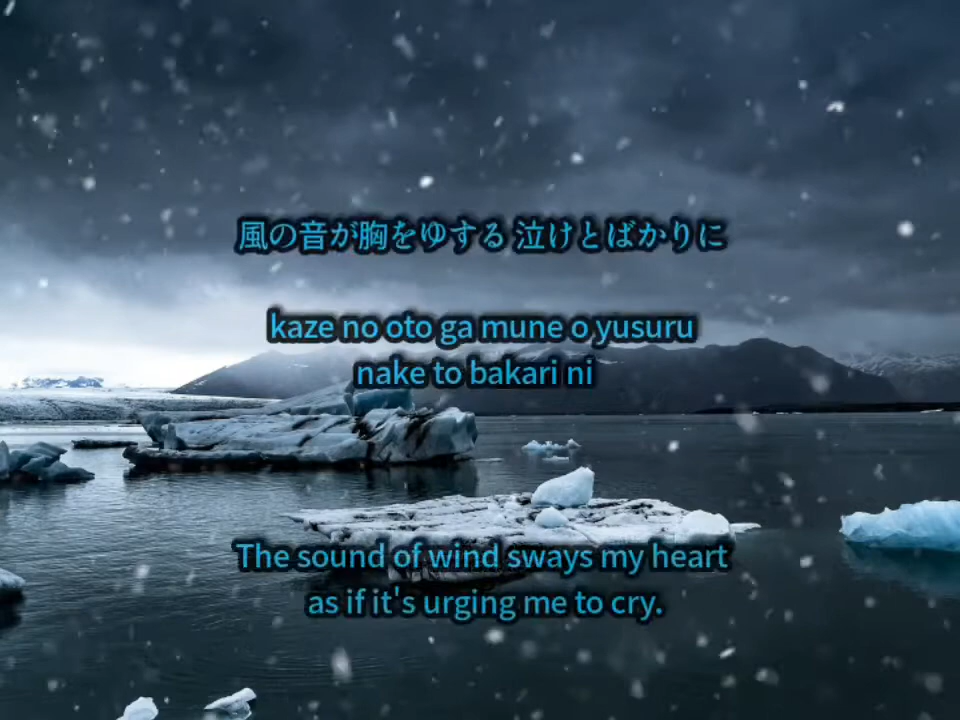 風の音が胸をゆする 泣けとばかりに
kaze no oto ga mune o yusuru
nake to bakari ni
The sound of wind sways my heart
as if it's urging me to cry.